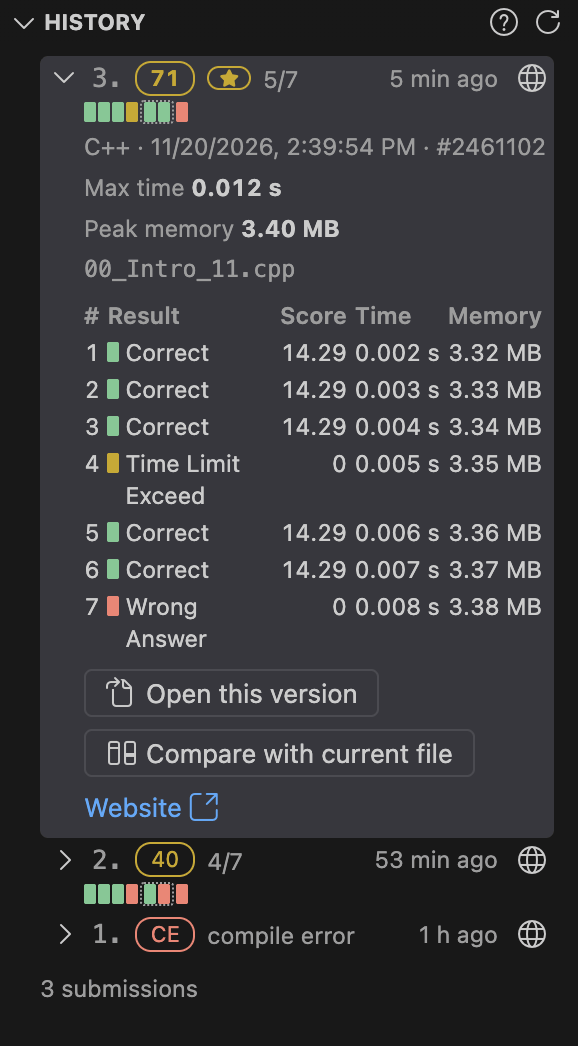 HISTORY
3. 71 5/7 5 min ago
C++ · 11/20/2026, 2:39:54 PM · #2461102
Max time 0.012 s
Peak memory 3.40 MB
00_Intro_11.cpp
# Result Score Time Memory
1 Correct 14.29 0.002 s 3.32 MB
2 Correct 14.29 0.003 s 3.33 MB
3 Correct 14.29 0.004 s 3.34 MB
4 Time Limit 0 0.005 s 3.35 MB
Exceed
5 Correct 14.29 0.006 s 3.36 MB
6 Correct 14.29 0.007 s 3.37 MB
7 Wrong 0 0.008 s 3.38 MB
Answer
Open this version
Compare with current file
Website
2. 40 4/7 53 min ago
1. CE compile error 1 h ago
3 submissions